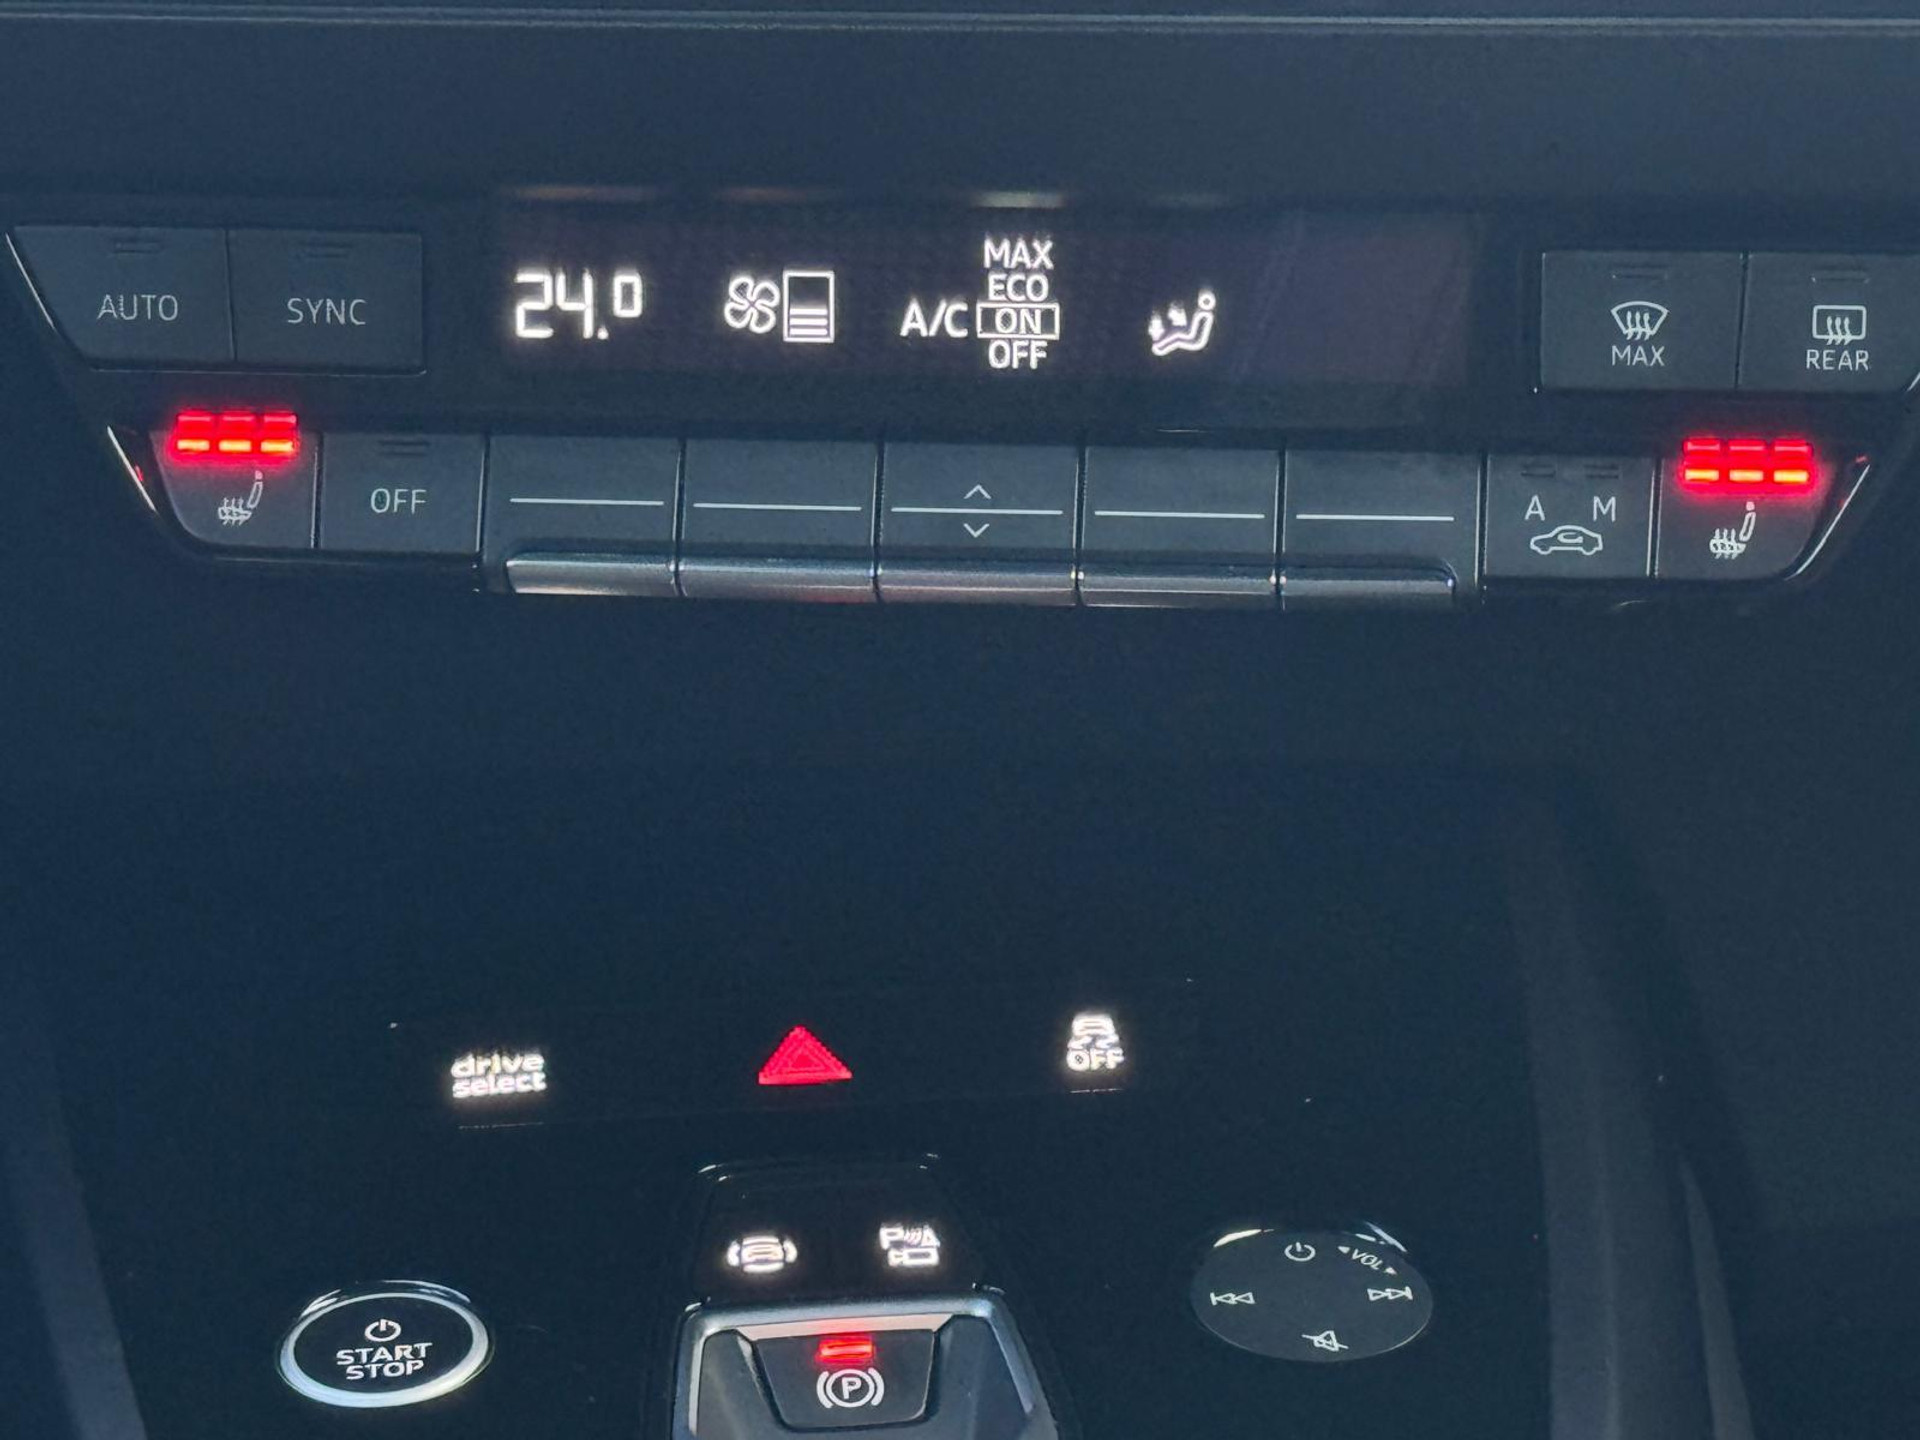 AUTO
SYNC
24.0
A/C
MAX
ECO
ON
OFF
MAX
REAR
OFF
A M
drive
select
OFF
P
START
STOP
P
VOL